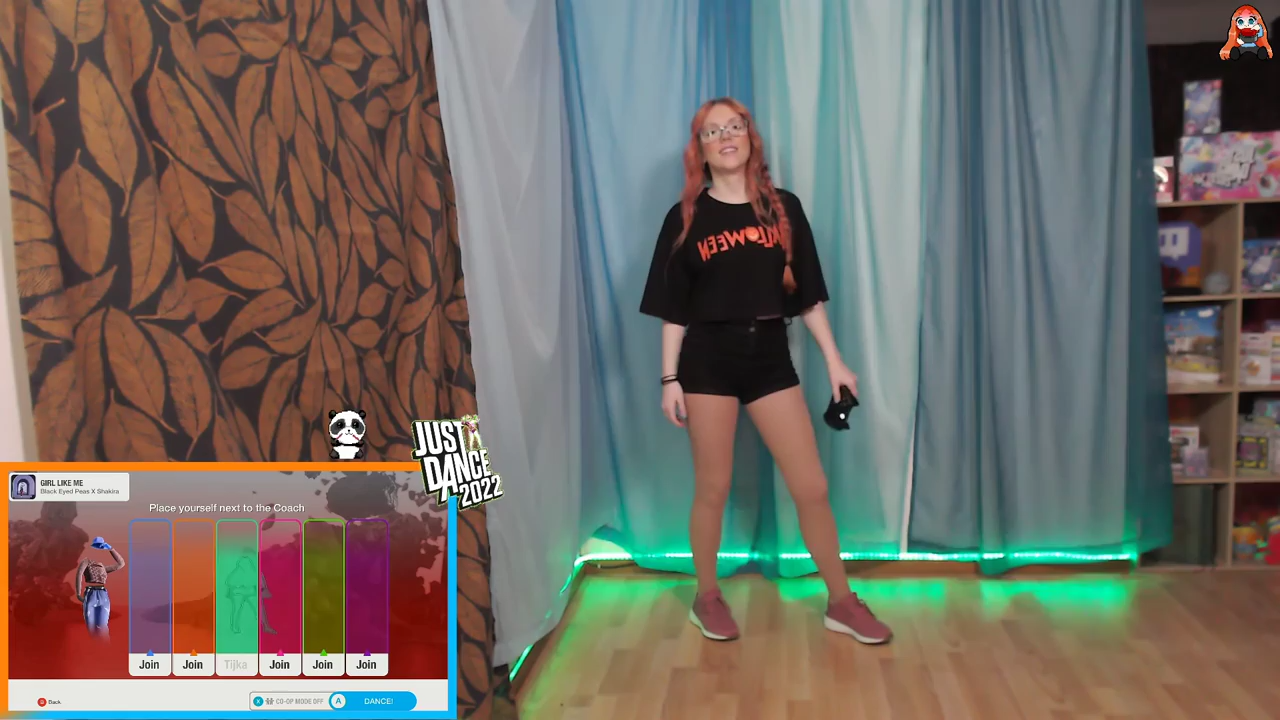 HALLOWEEN
JUST
DANCE
2022
GIRL LIKE ME
Black Eyed Peas X Shakira
Place yourself next to the Coach
Join
Join
Tijka
Join
Join
Join
Back
X
CO-OP MODE OFF
A
DANCE!